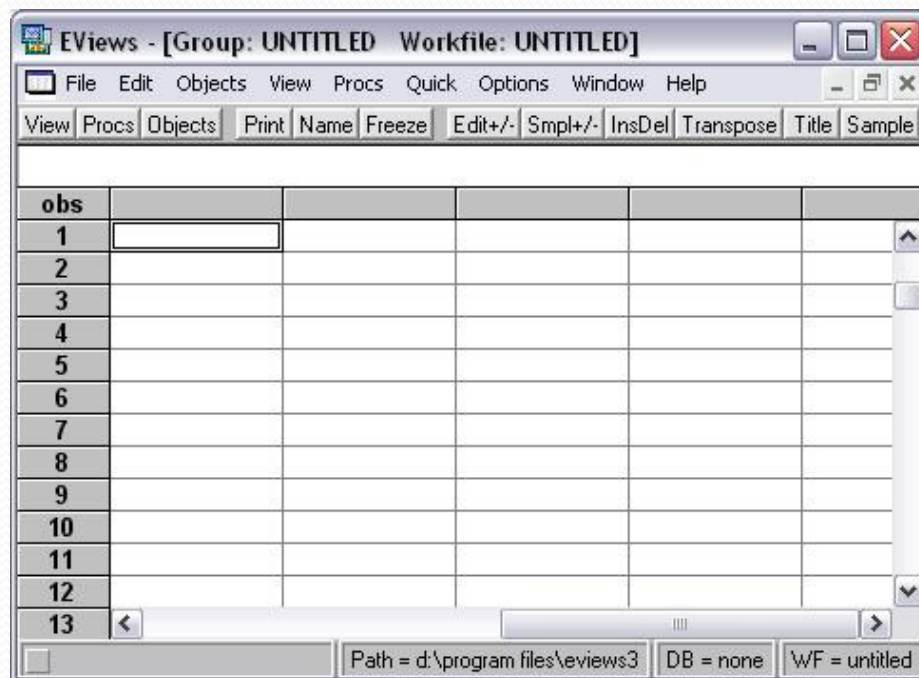 EViews - [Group: UNTITLED Workfile: UNTITLED]
File Edit Objects View Procs Quick Options Window Help
View Procs Objects Print Name Freeze Edit+/- Smpl+/- InsDel Transpose Title Sample
obs
1
2
3
4
5
6
7
8
9
10
11
12
13
Path = d:\program files\eviews3 DB = none WF = untitled